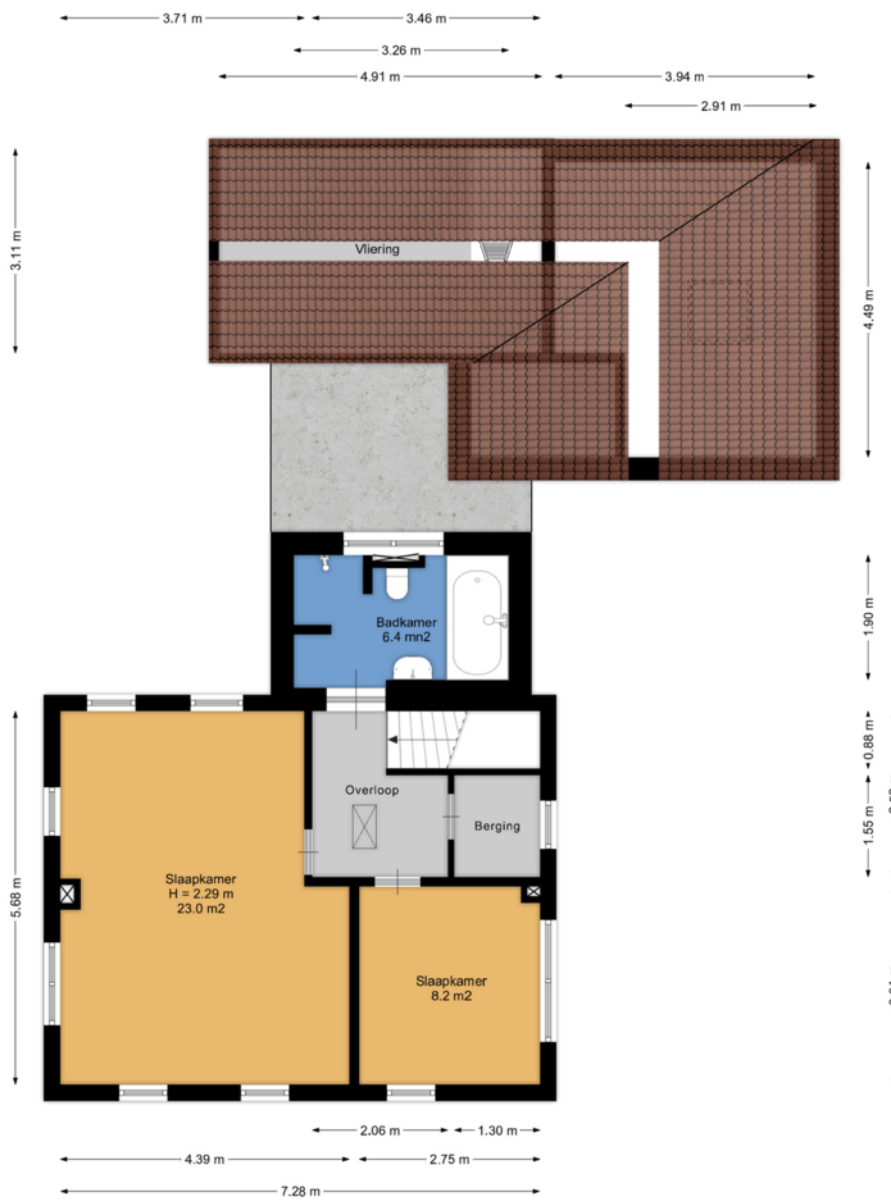 3.71 m
3.46 m
3.26 m
4.91 m
3.94 m
2.91 m
3.11 m
Vliering
4.49 m
Badkamer
6.4 mn2
1.90 m
0.88 m
Overloop
Berging
1.55 m
Slaapkamer
H = 2.29 m
23.0 m2
5.68 m
Slaapkamer
8.2 m2
2.06 m
1.30 m
4.39 m
2.75 m
7.28 m